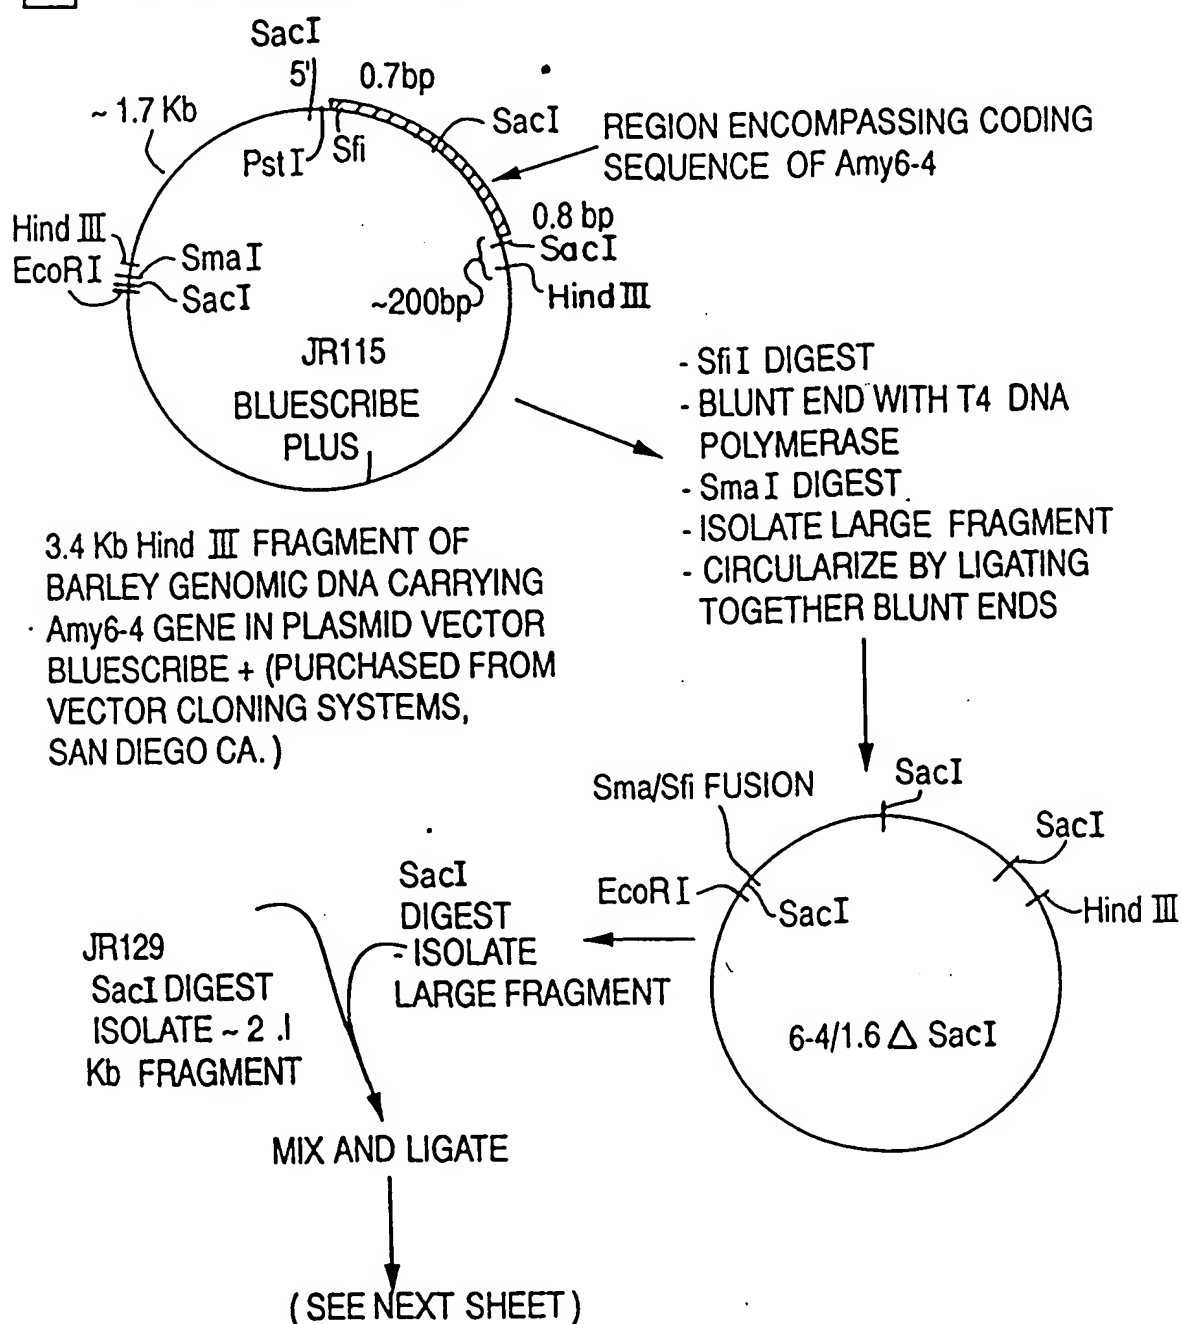 SacI
5'
0.7bp
~ 1.7 Kb
SacI
PstI
Sfi
REGION ENCOMPASSING CODING
SEQUENCE OF Amy6-4
0.8 bp
SacI
Hind III
~200bp
Hind III
EcoRI
SmaI
SacI
JR115
BLUESCRIBE
PLUS
3.4 Kb Hind III FRAGMENT OF
BARLEY GENOMIC DNA CARRYING
Amy6-4 GENE IN PLASMID VECTOR
BLUESCRIBE + (PURCHASED FROM
VECTOR CLONING SYSTEMS,
SAN DIEGO CA.)
- SfiI DIGEST
- BLUNT END WITH T4 DNA
POLYMERASE
- SmaI DIGEST
- ISOLATE LARGE FRAGMENT
- CIRCULARIZE BY LIGATING
TOGETHER BLUNT ENDS
Sma/Sfi FUSION
SacI
SacI
EcoRI
SacI
Hind III
6-4/1.6 Δ SacI
SacI
DIGEST
- ISOLATE
LARGE FRAGMENT
JR129
SacI DIGEST
ISOLATE ~ 2 .1
Kb FRAGMENT
MIX AND LIGATE
(SEE NEXT SHEET)